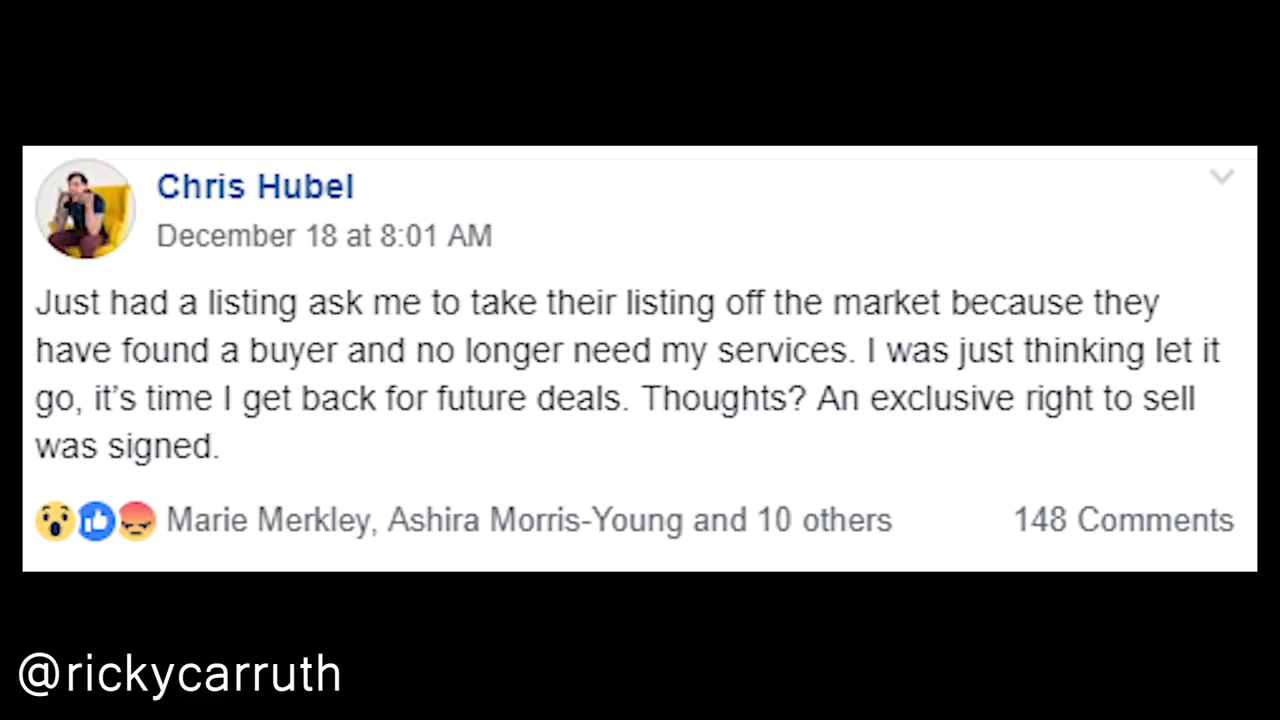 Chris Hubel
December 18 at 8:01 AM
Just had a listing ask me to take their listing off the market because they
have found a buyer and no longer need my services. I was just thinking let it
go, it’s time I get back for future deals. Thoughts? An exclusive right to sell
was signed.
Marie Merkley, Ashira Morris-Young and 10 others 148 Comments
@rickycarruth